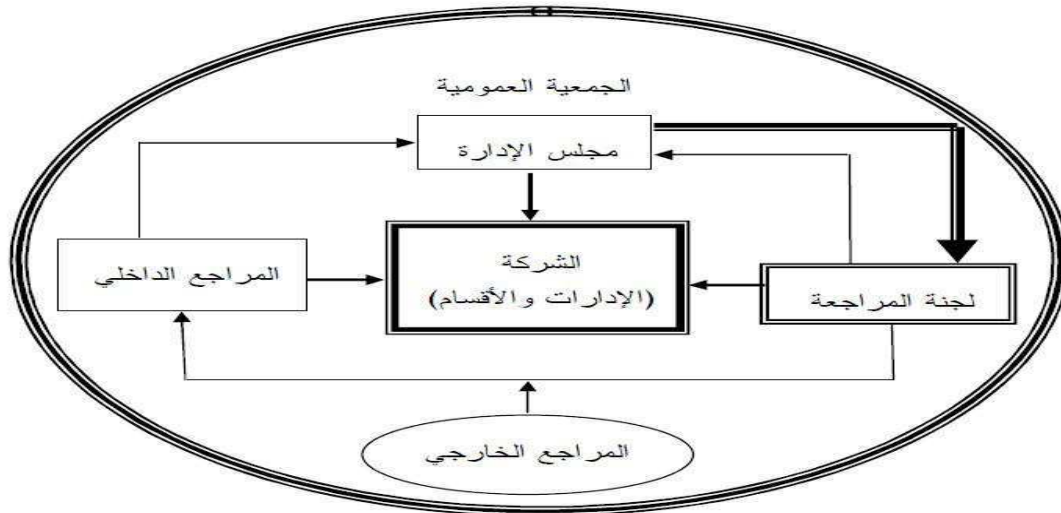 الجمعية العمومية
مجلس الإدارة
الشركة
(الإدارات والأقسام)
المراجع الداخلي
لجنة المراجعة
المراجع الخارجي